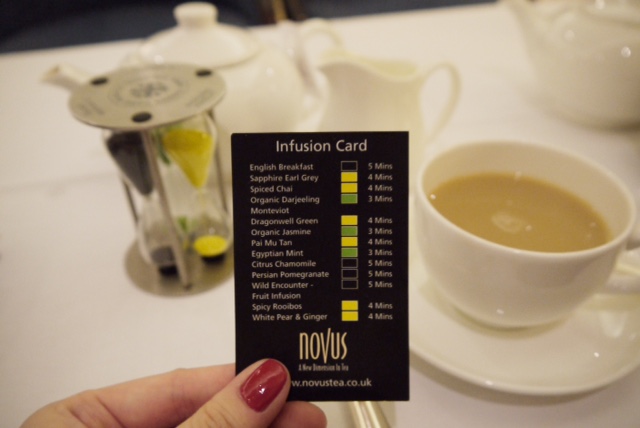 Infusion Card
English Breakfast 5 Mins
Sapphire Earl Grey 4 Mins
Spiced Chai 4 Mins
Organic Darjeeling 3 Mins
Monteviot
Dragonwell Green 4 Mins
Organic Jasmine 3 Mins
Pai Mu Tan 4 Mins
Egyptian Mint 3 Mins
Citrus Chamomile 5 Mins
Persian Pomegranate 5 Mins
Wild Encounter - 5 Mins
Fruit Infusion
Spicy Rooibos 4 Mins
White Pear & Ginger 4 Mins
novus
A New Dimension In Tea
www.novustea.co.uk